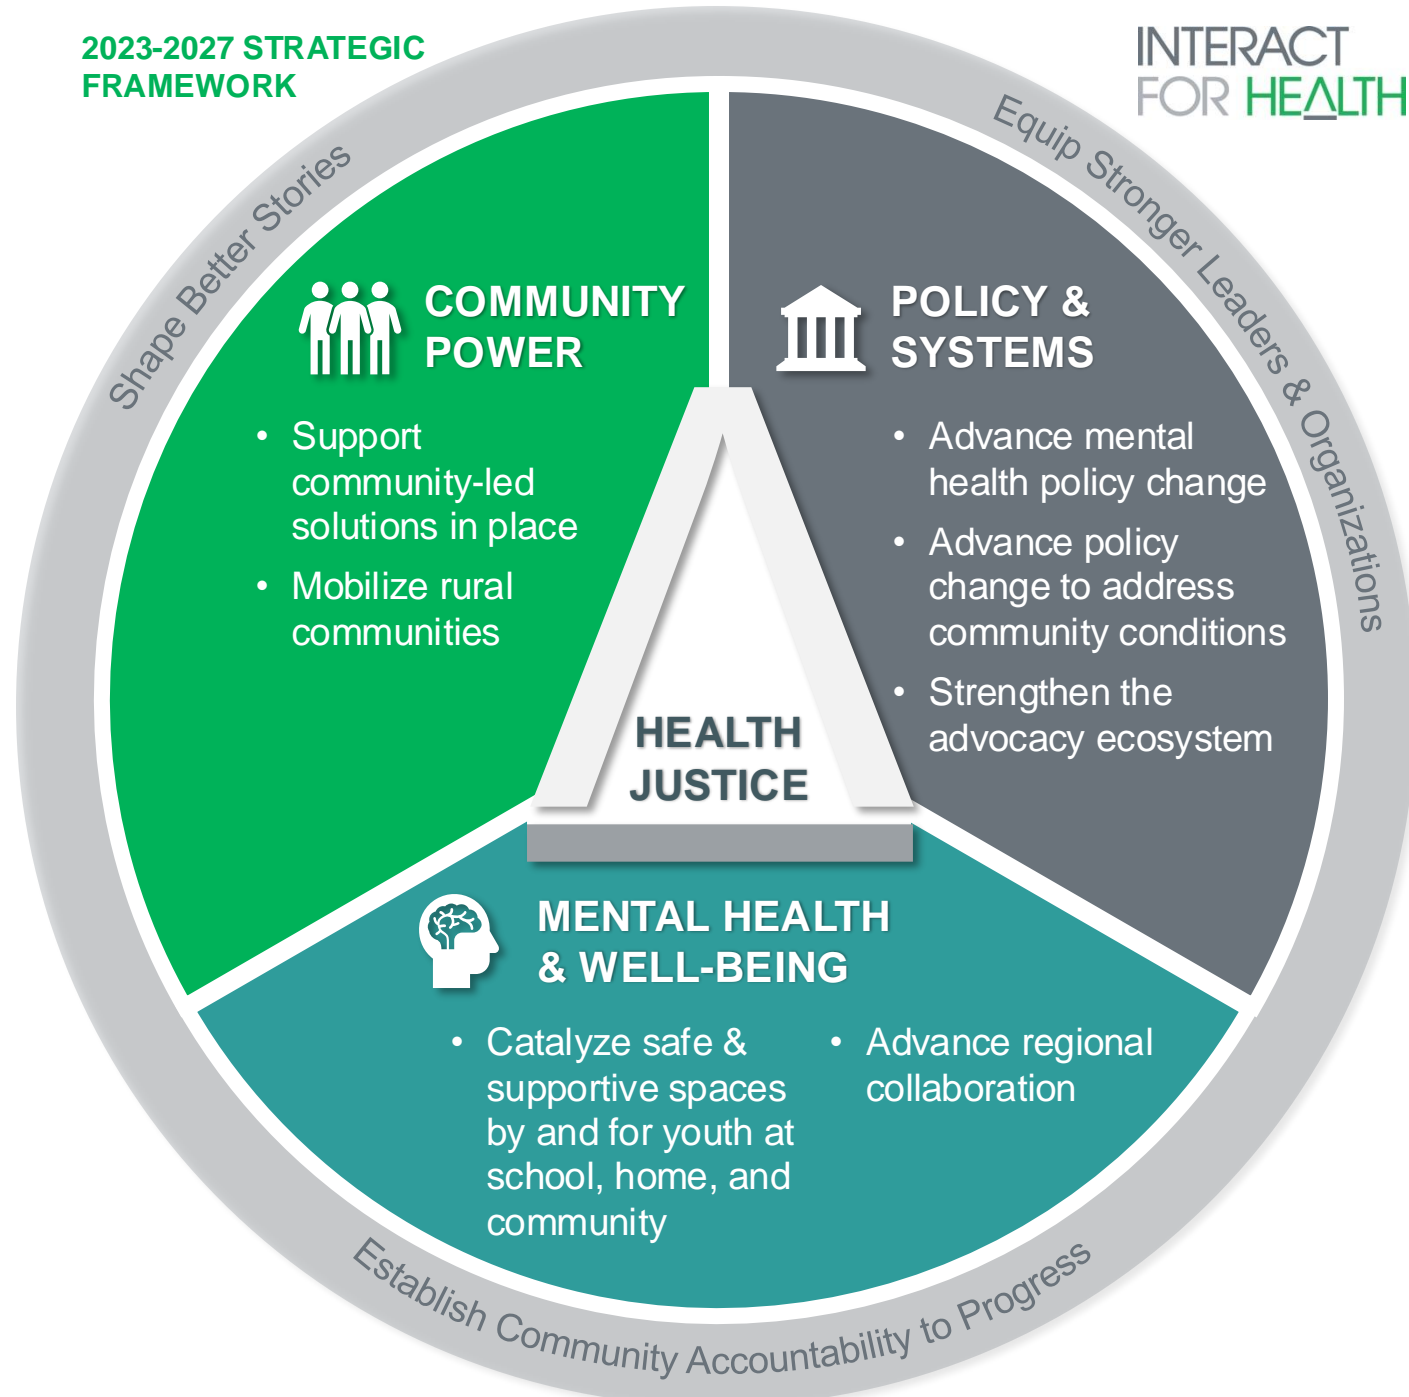 2023-2027 STRATEGIC
FRAMEWORK
INTERACT
FOR HEΛLTH
Shape Better Stories
Equip Stronger Leaders & Organizations
COMMUNITY
POWER
• Support
community-led
solutions in place
• Mobilize rural
communities
POLICY &
SYSTEMS
• Advance mental
health policy change
• Advance policy
change to address
community conditions
• Strengthen the
advocacy ecosystem
HEALTH
JUSTICE
MENTAL HEALTH
& WELL-BEING
• Catalyze safe &
supportive spaces
by and for youth at
school, home, and
community
• Advance regional
collaboration
Establish Community Accountability to Progress